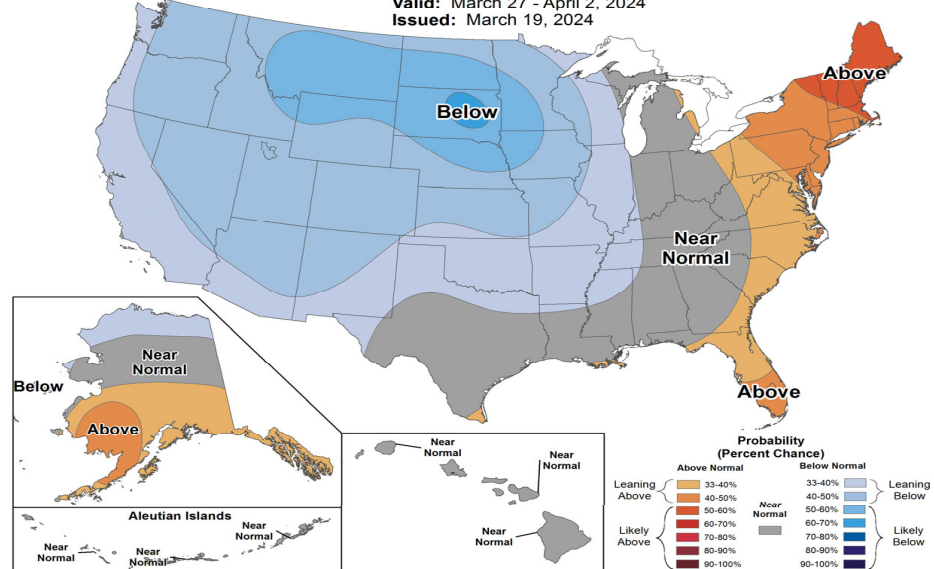 Valid: March 27 - April 2, 2024
Issued: March 19, 2024
Above
Below
Near
Normal
Above
Near
Normal
Below
Above
Aleutian Islands
Near
Normal
Near
Normal
Near
Normal
Near
Normal
Near
Normal
Near
Normal
Probability
(Percent Chance)
Above Normal
Below Normal
Leaning
Above
33-40%
40-50%
Likely
Above
50-60%
60-70%
70-80%
80-90%
90-100%
Near
Normal
33-40%
40-50%
Leaning
Below
50-60%
60-70%
70-80%
80-90%
90-100%
Likely
Below